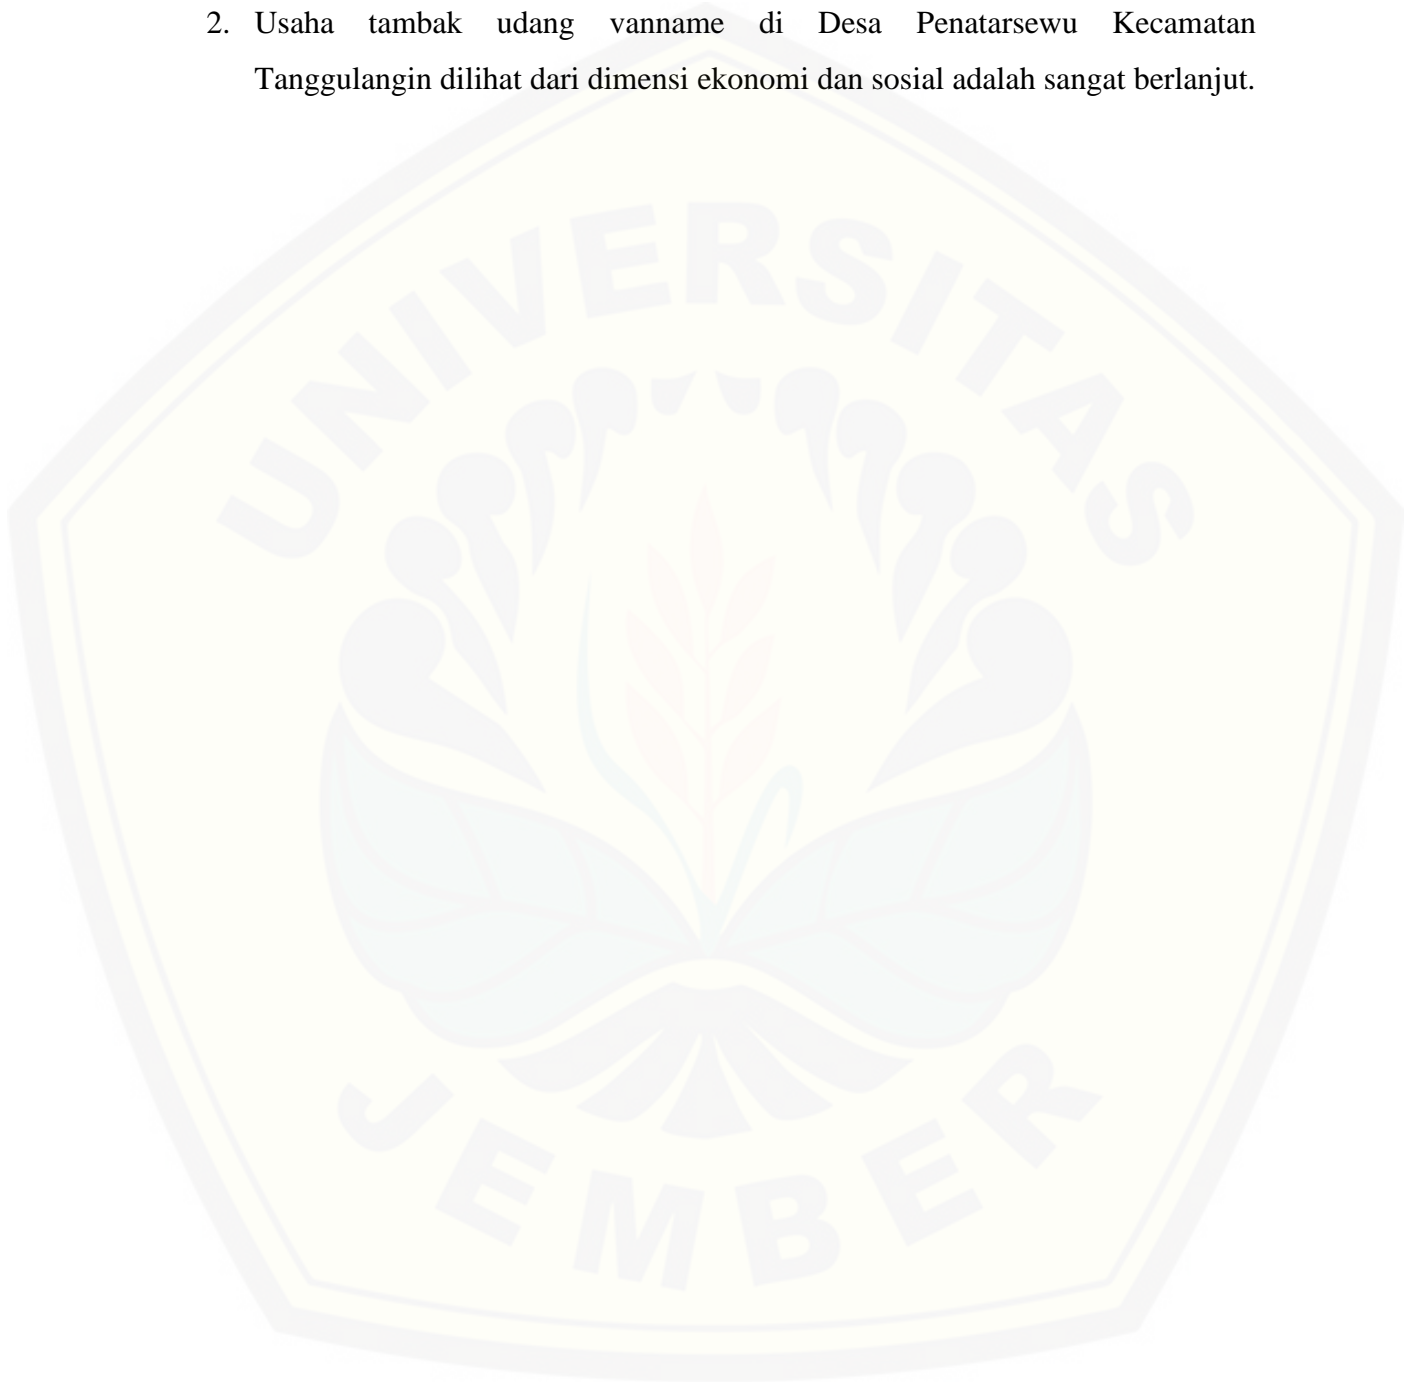 2. Usaha tambak udang vanname di Desa Penatarsewu Kecamatan
Tanggulangin dilihat dari dimensi ekonomi dan sosial adalah sangat berlanjut.
UNIVERSITAS
JEMBER